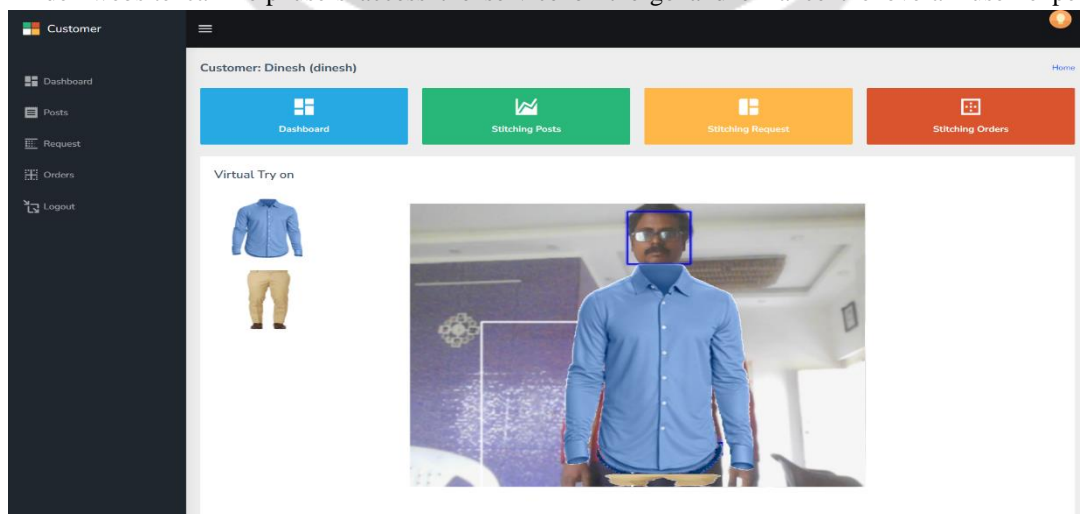 Customer
Dashboard
Posts
Request
Orders
Logout
Customer: Dinesh (dinesh)
Home
Dashboard
Stitching Posts
Stitching Request
Stitching Orders
Virtual Try on